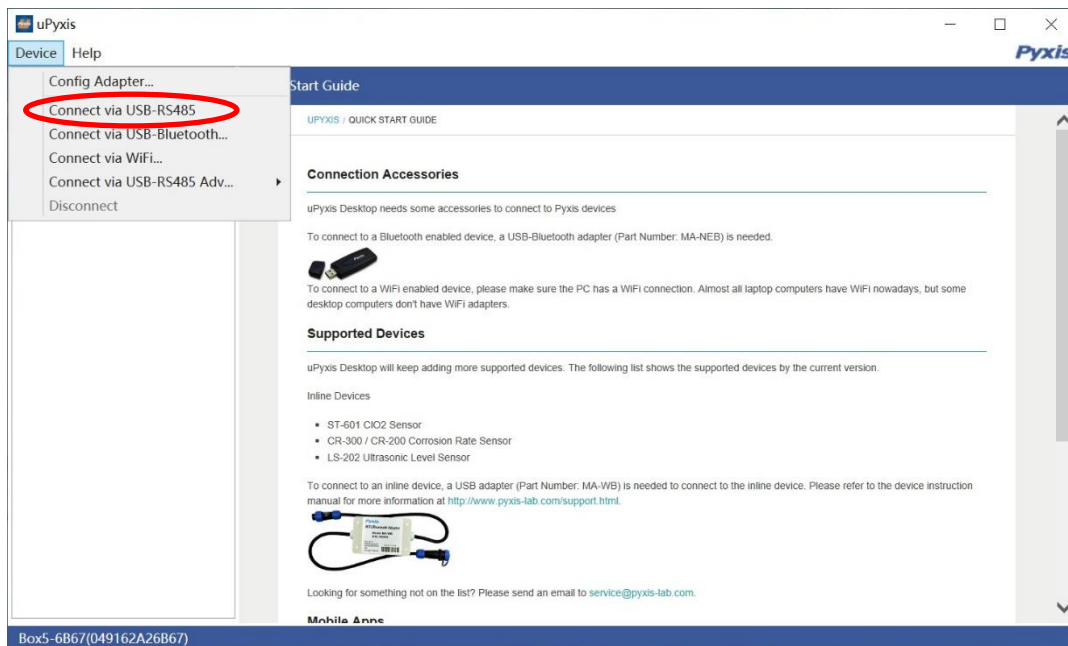 uPyxis
Device Help
Pyxis
Config Adapter...
Connect via USB-RS485
Connect via USB-Bluetooth...
Connect via WiFi...
Connect via USB-RS485 Adv...
Disconnect
Start Guide
UPYXIS / QUICK START GUIDE
Connection Accessories
uPyxis Desktop needs some accessories to connect to Pyxis devices
To connect to a Bluetooth enabled device, a USB-Bluetooth adapter (Part Number: MA-NEB) is needed.
To connect to a WiFi enabled device, please make sure the PC has a WiFi connection. Almost all laptop computers have WiFi nowadays, but some
desktop computers don't have WiFi adapters.
Supported Devices
uPyxis Desktop will keep adding more supported devices. The following list shows the supported devices by the current version.
Inline Devices
ST-601 ClO2 Sensor
CR-300 / CR-200 Corrosion Rate Sensor
LS-202 Ultrasonic Level Sensor
To connect to an inline device, a USB adapter (Part Number: MA-WB) is needed to connect to the inline device. Please refer to the device instruction
manual for more information at http://www.pyxis-lab.com/support.html.
Pyxis
Looking for something not on the list? Please send an email to service@pyxis-lab.com.
Mobile Apps
Box5-6B67(049162A26B67)